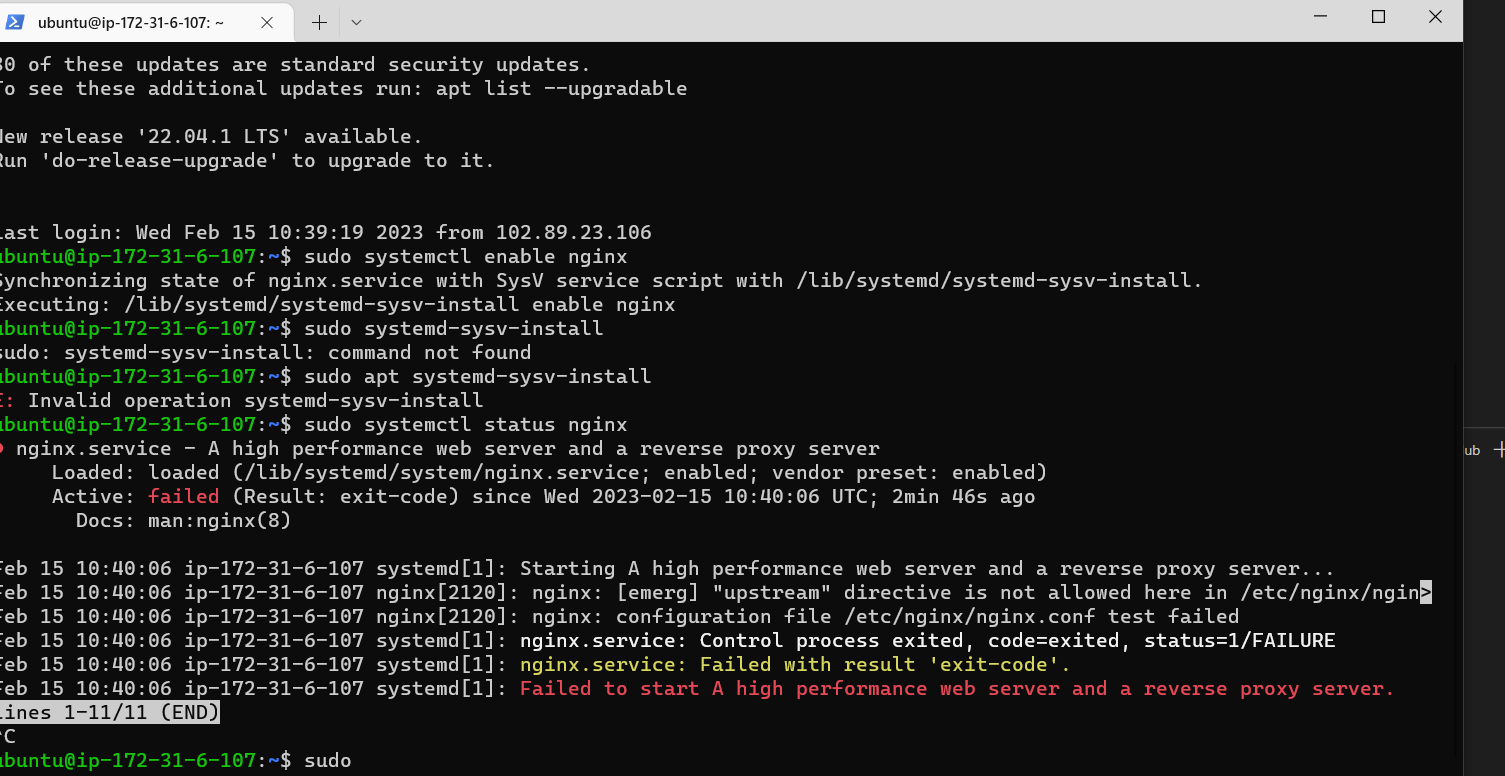 ubuntu@ip-172-31-6-107: ~
30 of these updates are standard security updates.
To see these additional updates run: apt list --upgradable
New release '22.04.1 LTS' available.
Run 'do-release-upgrade' to upgrade to it.
Last login: Wed Feb 15 10:39:19 2023 from 102.89.23.106
ubuntu@ip-172-31-6-107:~$ sudo systemctl enable nginx
Synchronizing state of nginx.service with SysV service script with /lib/systemd/systemd-sysv-install.
Executing: /lib/systemd/systemd-sysv-install enable nginx
ubuntu@ip-172-31-6-107:~$ sudo systemd-sysv-install
sudo: systemd-sysv-install: command not found
ubuntu@ip-172-31-6-107:~$ sudo apt systemd-sysv-install
E: Invalid operation systemd-sysv-install
ubuntu@ip-172-31-6-107:~$ sudo systemctl status nginx
● nginx.service - A high performance web server and a reverse proxy server
Loaded: loaded (/lib/systemd/system/nginx.service; enabled; vendor preset: enabled)
Active: failed (Result: exit-code) since Wed 2023-02-15 10:40:06 UTC; 2min 46s ago
Docs: man:nginx(8)
Feb 15 10:40:06 ip-172-31-6-107 systemd[1]: Starting A high performance web server and a reverse proxy server...
Feb 15 10:40:06 ip-172-31-6-107 nginx[2120]: nginx: [emerg] "upstream" directive is not allowed here in /etc/nginx/ngin>
Feb 15 10:40:06 ip-172-31-6-107 nginx[2120]: nginx: configuration file /etc/nginx/nginx.conf test failed
Feb 15 10:40:06 ip-172-31-6-107 systemd[1]: nginx.service: Control process exited, code=exited, status=1/FAILURE
Feb 15 10:40:06 ip-172-31-6-107 systemd[1]: nginx.service: Failed with result 'exit-code'.
Feb 15 10:40:06 ip-172-31-6-107 systemd[1]: Failed to start A high performance web server and a reverse proxy server.
lines 1-11/11 (END)
^C
ubuntu@ip-172-31-6-107:~$ sudo
ub